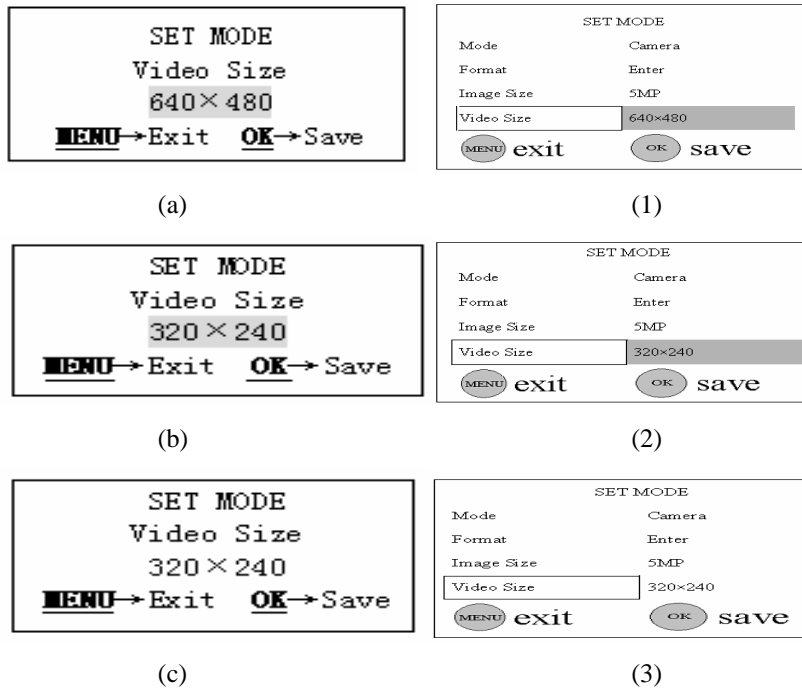 SET MODE
Video Size
640×480
MENU→Exit OK→Save
(a)
SET MODE
Mode Camera
Format Enter
Image Size 5MP
Video Size 640×480
MENU exit OK save
(1)
SET MODE
Video Size
320×240
MENU→Exit OK→Save
(b)
SET MODE
Mode Camera
Format Enter
Image Size 5MP
Video Size 320×240
MENU exit OK save
(2)
SET MODE
Video Size
320×240
MENU→Exit OK→Save
(c)
SET MODE
Mode Camera
Format Enter
Image Size 5MP
Video Size 320×240
MENU exit OK save
(3)